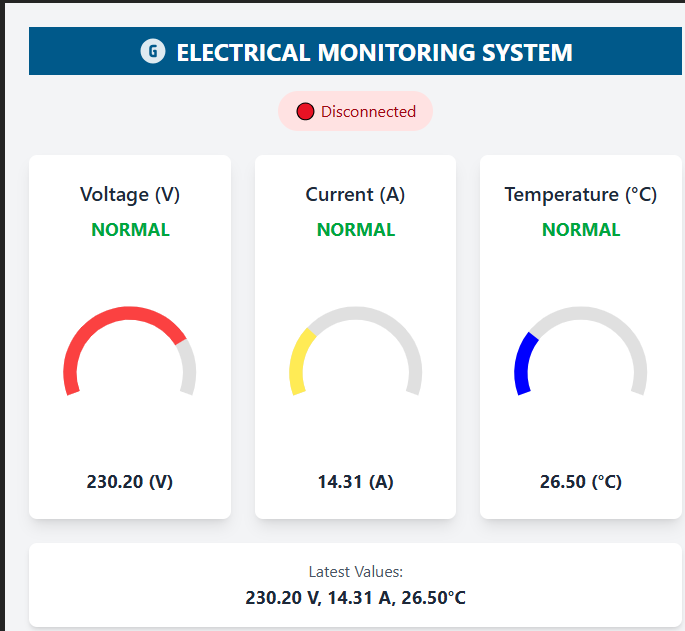 G ELECTRICAL MONITORING SYSTEM
Disconnected
Voltage (V)
NORMAL
230.20 (V)
Current (A)
NORMAL
14.31 (A)
Temperature (°C)
NORMAL
26.50 (°C)
Latest Values:
230.20 V, 14.31 A, 26.50°C